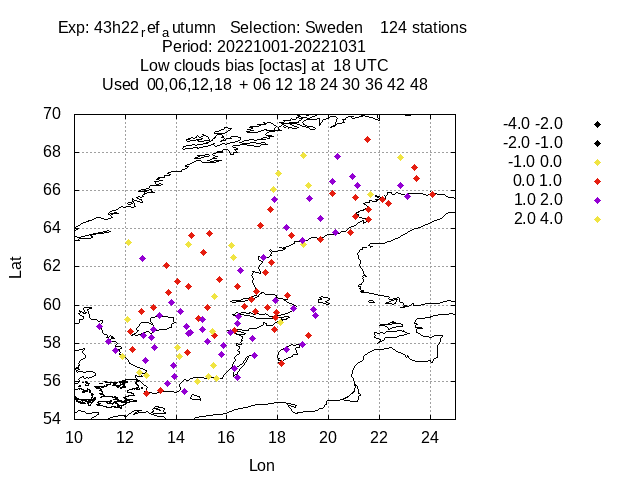 Exp: 43h22refautumn Selection: Sweden 124 stations
Period: 20221001-20221031
Low clouds bias [octas] at 18 UTC
Used 00,06,12,18 + 06 12 18 24 30 36 42 48
70
68
66
64
62
60
58
56
54
10 12 14 16 18 20 22 24
Lat
Lon
-4.0 -2.0
-2.0 -1.0
-1.0 0.0
0.0 1.0
1.0 2.0
2.0 4.0